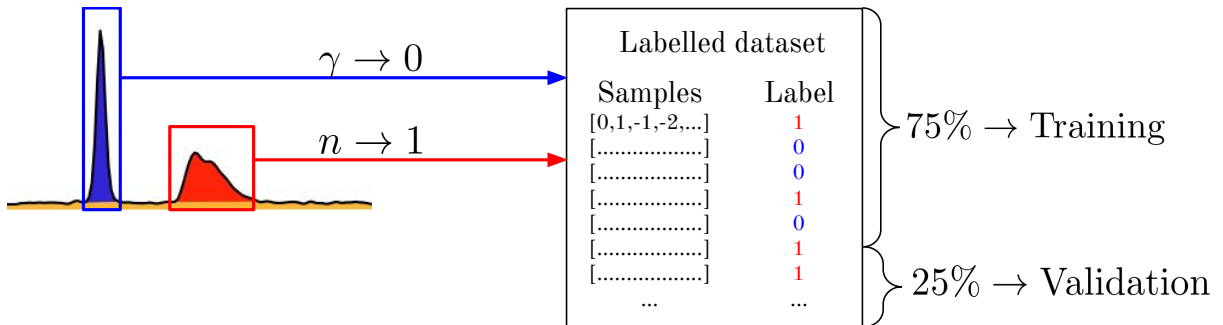 γ → 0
n → 1
Labelled dataset
Samples Label
[0,1,-1,-2,...] 1
[...................] 0
[...................] 0
[...................] 1
[...................] 0
[...................] 1
[...................] 1
... ...
75% → Training
25% → Validation